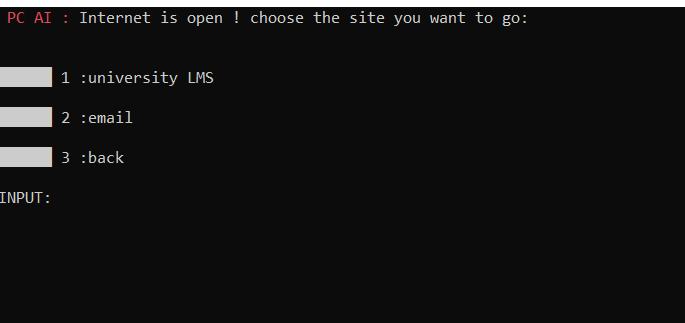 PC AI : Internet is open ! choose the site you want to go:
1 :university LMS
2 :email
3 :back
INPUT: